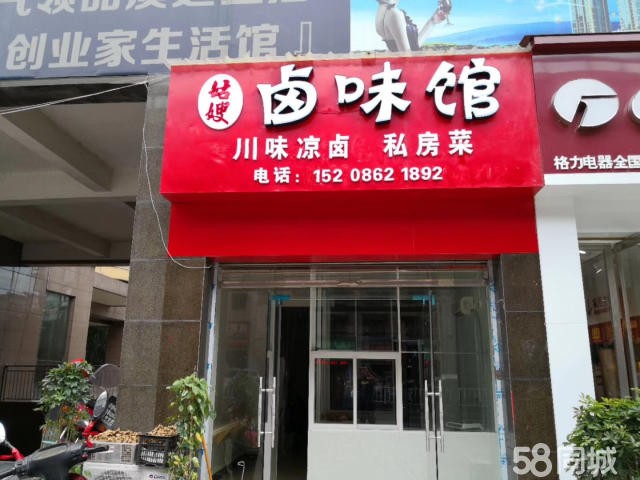 创业家生活馆』
姑嫂
卤味馆
川味凉卤 私房菜
电话：152 0862 1892
格力电器全国
58同城